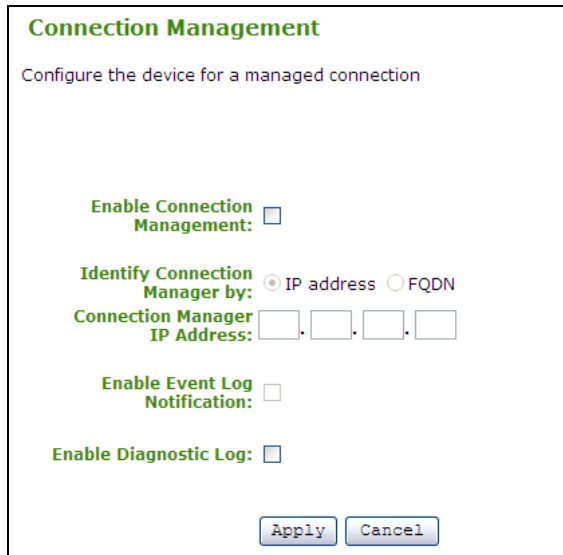 Connection Management
Configure the device for a managed connection
Enable Connection
Management:
Identify Connection
Manager by:
IP address FQDN
Connection Manager
IP Address:
. . .
Enable Event Log
Notification:
Enable Diagnostic Log:
Apply Cancel